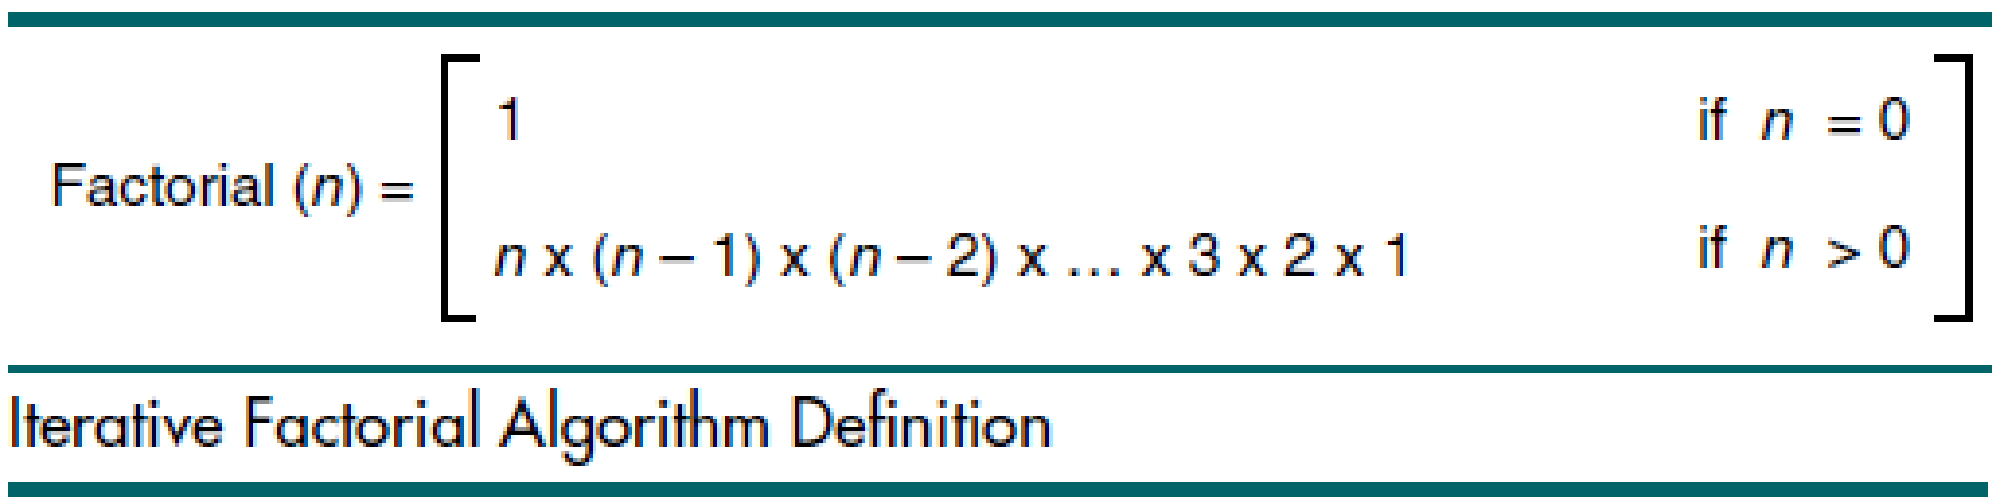 1 if n = 0
Factorial (n) =
n x (n – 1) x (n – 2) x ... x 3 x 2 x 1 if n > 0
Iterative Factorial Algorithm Definition